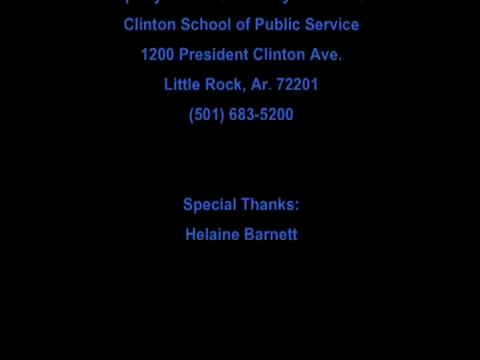 Clinton School of Public Service
1200 President Clinton Ave.
Little Rock, Ar. 72201
(501) 683-5200
Special Thanks:
Helaine Barnett